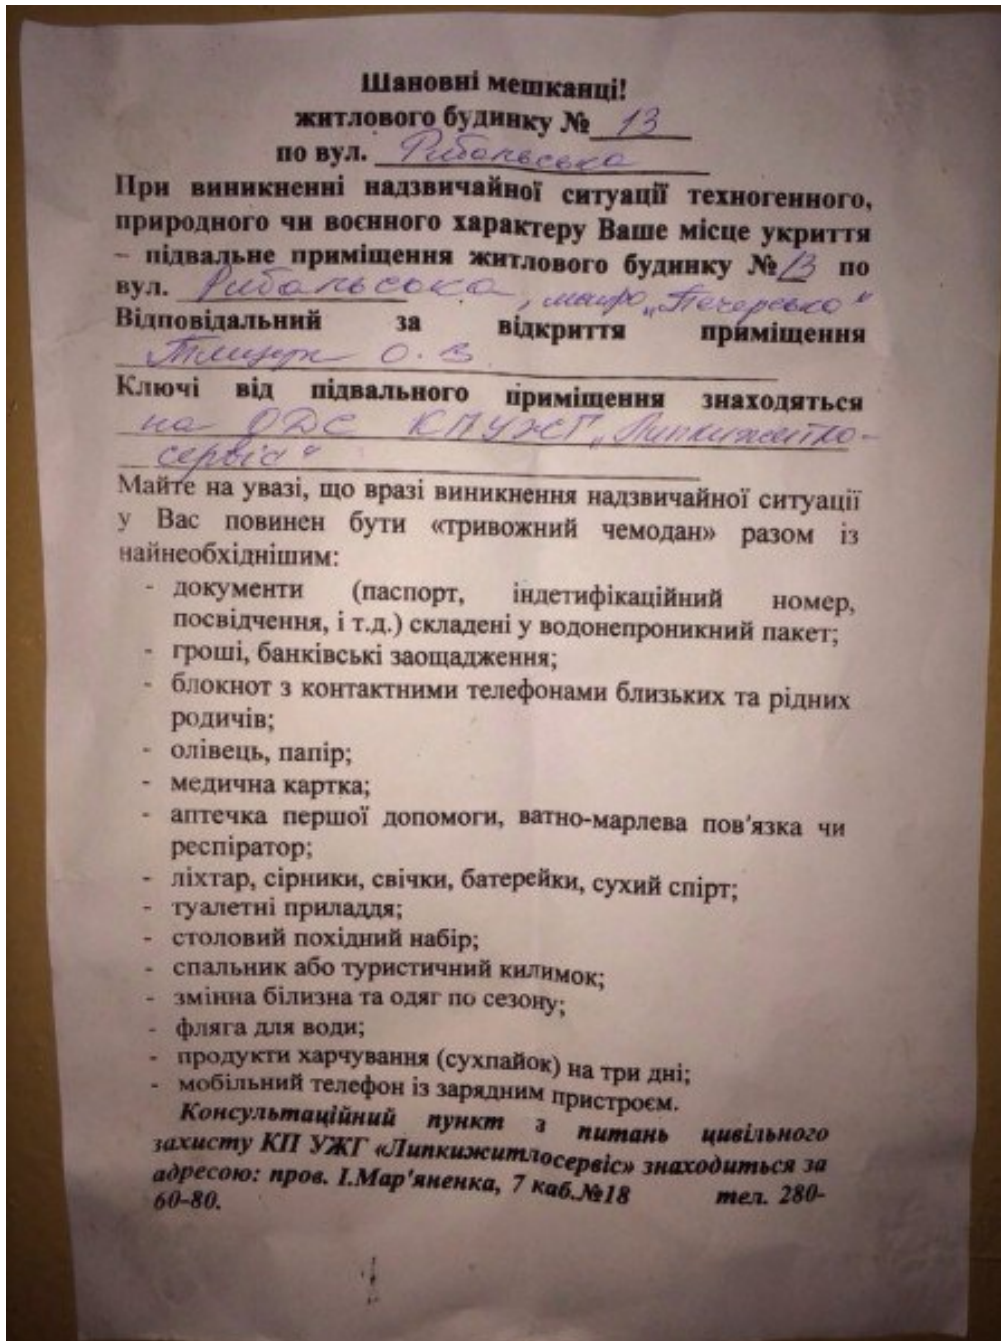 Шановні мешканці!
житлового будинку № 13
по вул. Рибальська
При виникненні надзвичайної ситуації техногенного,
природного чи воєнного характеру Ваше місце укриття
– підвальне приміщення житлового будинку № 13 по
вул. Рибальська, метро „Печерська“
Відповідальний за відкриття приміщення
О. В.
Ключі від підвального приміщення знаходяться
на ОДС КПУЖГ „Липкижитло-
сервіс“
Майте на увазі, що вразі виникнення надзвичайної ситуації
у Вас повинен бути «тривожний чемодан» разом із
найнеобхіднішим:
- документи (паспорт, індетифікаційний номер,
посвідчення, і т.д.) складені у водонепроникний пакет;
- гроші, банківські заощадження;
- блокнот з контактними телефонами близьких та рідних
родичів;
- олівець, папір;
- медична картка;
- аптечка першої допомоги, ватно-марлева пов'язка чи
респіратор;
- ліхтар, сірники, свічки, батерейки, сухий спірт;
- туалетні приладдя;
- столовий похідний набір;
- спальник або туристичний килимок;
- змінна білизна та одяг по сезону;
- фляга для води;
- продукти харчування (сухпайок) на три дні;
- мобільний телефон із зарядним пристроєм.
Консультаційний пункт з питань цивільного
захисту КП УЖГ «Липкижитлосервіс» знаходиться за
адресою: пров. І.Мар'яненка, 7 каб.№18 тел. 280-
60-80.